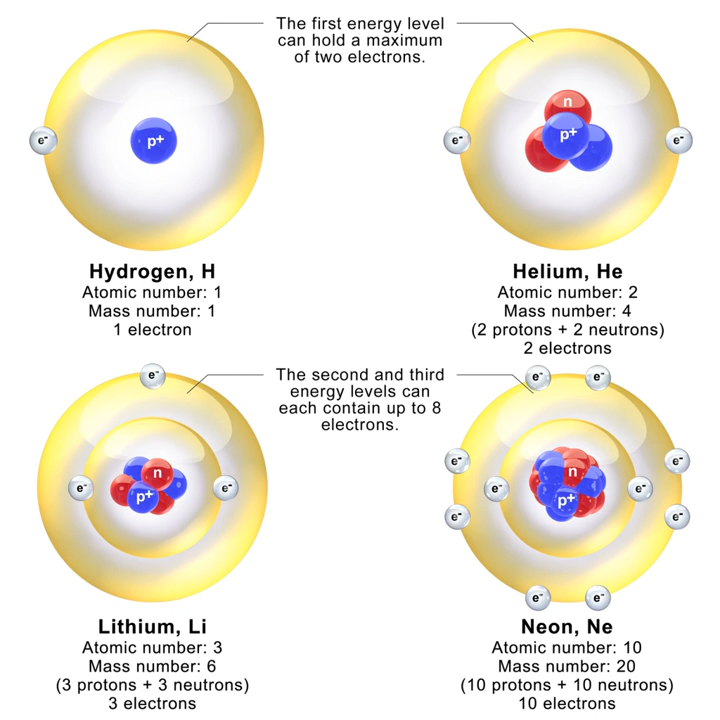 The first energy level
can hold a maximum
of two electrons.
e-
p+
e-
n
p+
e-
Hydrogen, H
Atomic number: 1
Mass number: 1
1 electron
Helium, He
Atomic number: 2
Mass number: 4
(2 protons + 2 neutrons)
2 electrons
The second and third
energy levels can
each contain up to 8
electrons.
e-
e-
n
p+
e-
e-
e-
e-
e-
e-
n
p+
e-
e-
e-
e-
e-
Lithium, Li
Atomic number: 3
Mass number: 6
(3 protons + 3 neutrons)
3 electrons
Neon, Ne
Atomic number: 10
Mass number: 20
(10 protons + 10 neutrons)
10 electrons